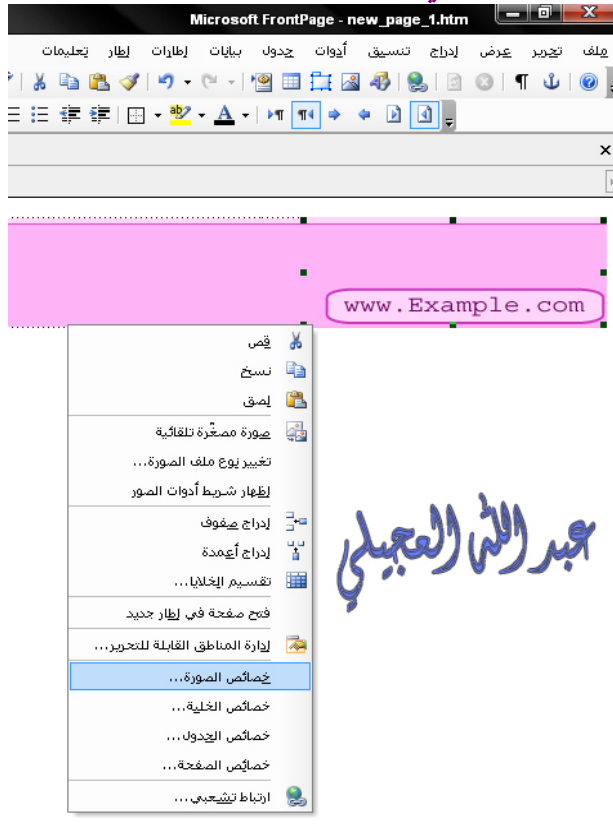 Microsoft FrontPage - new_page_1.htm
ملف تحرير عرض إدراج تنسيق أدوات جدول بيانات إطارات إطار تعليمات
www.Example.com
قص
نسخ
لصق
صورة مصغّرة تلقائية
تغيير نوع ملف الصورة...
إظهار شريط أدوات الصور
إدراج صفوف
إدراج أعمدة
تقسيم الخلايا...
فتح صفحة في إطار جديد
إدارة المناطق القابلة للتحرير...
خصائص الصورة...
خصائص الخلية...
خصائص الجدول...
خصائص الصفحة...
ارتباط تشعبي...
عبد الله العجيلي